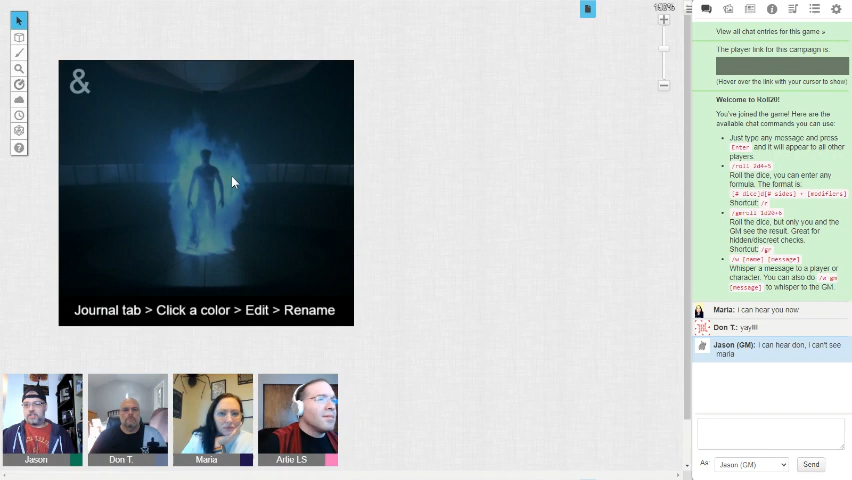 150%
View all chat entries for this game »
The player link for this campaign is:
(Hover over the link with your cursor to show)
Welcome to Roll20!
You've joined the game! Here are the
available chat commands you can use:
Just type any message and press
Enter and it will appear to all other
players.
/roll 2d4+5
Roll the dice, you can enter any
formula. The format is:
[# dice]d[# sides] + [modifiers]
Shortcut: /r
/gmroll 1d20+6
Roll the dice, but only you and the
GM see the result. Great for
hidden/discreet checks.
Shortcut: /gr
/w [name] [message]
Whisper a message to a player or
character. You can also do /w gm
[message] to whisper to the GM.
&
Journal tab > Click a color > Edit > Rename
Maria: I can hear you now
Don T.: yay!!!!
Jason (GM): I can hear don, I can't see
maria
Jason
Don T.
Maria
Artie LS
As:
Jason (GM)
Send